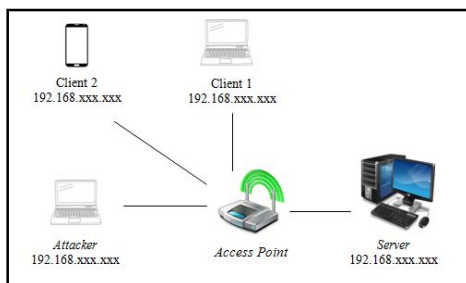 Client 2
192.168.xxx.xxx
Client 1
192.168.xxx.xxx
Attacker
192.168.xxx.xxx
Access Point
Server
192.168.xxx.xxx